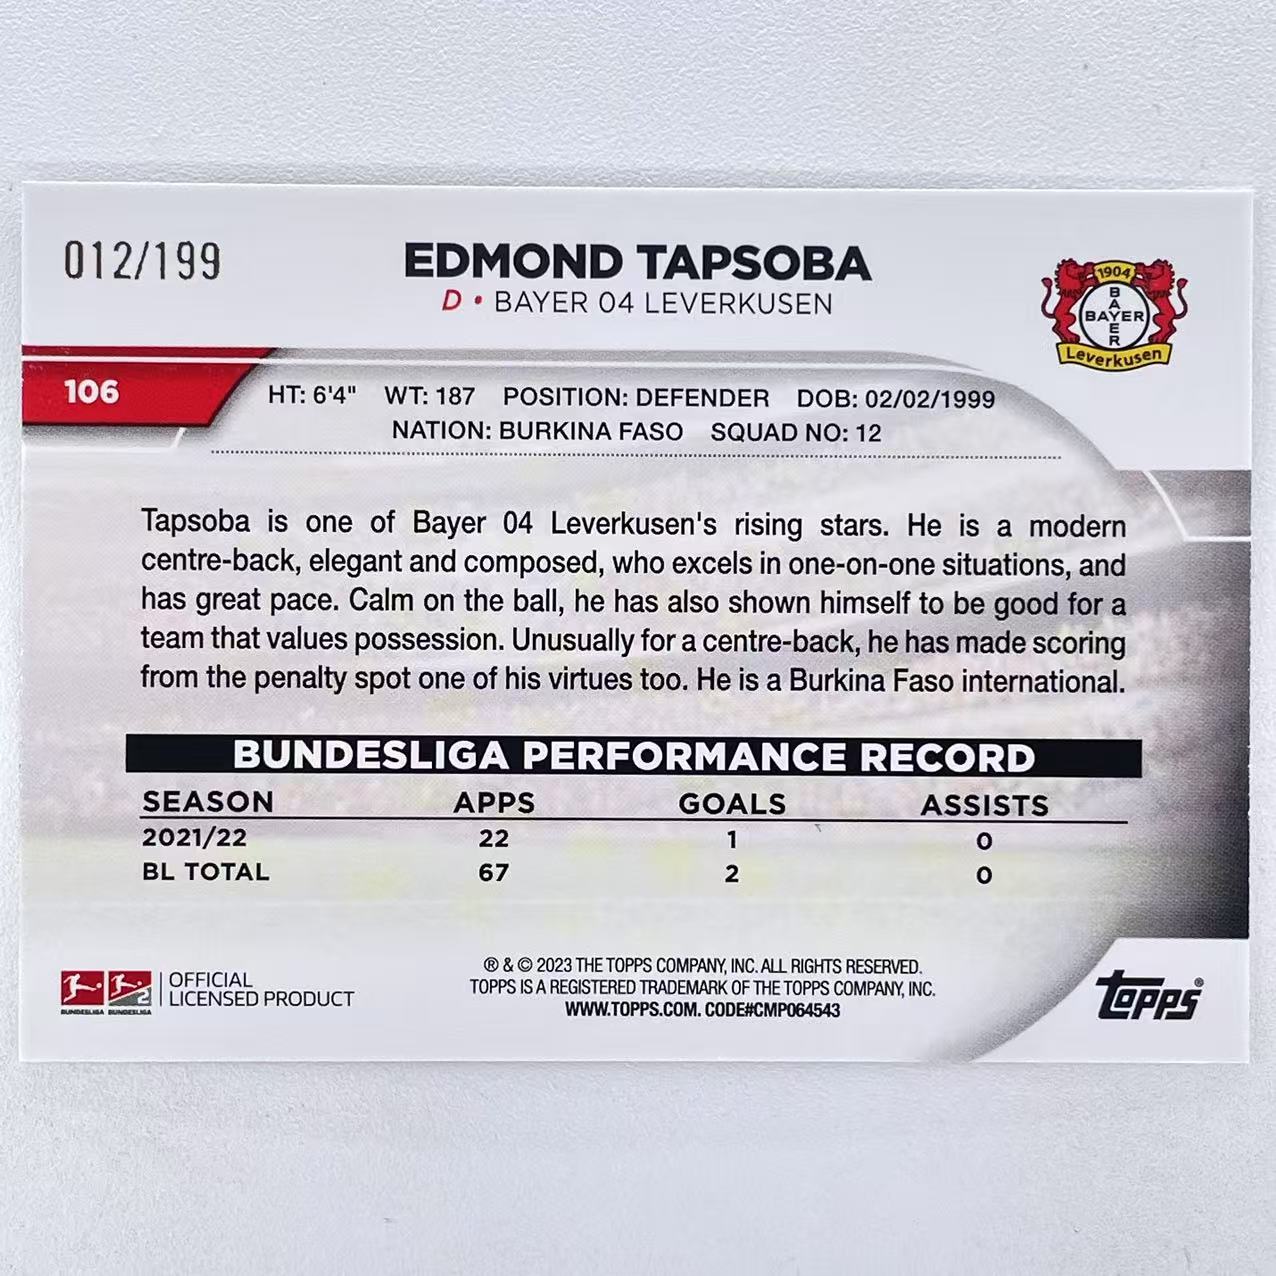 012/199
EDMOND TAPSOBA
D • BAYER 04 LEVERKUSEN
1904
BAYER
BAYER
Leverkusen
106
HT: 6'4" WT: 187 POSITION: DEFENDER DOB: 02/02/1999
NATION: BURKINA FASO SQUAD NO: 12
Tapsoba is one of Bayer 04 Leverkusen's rising stars. He is a modern
centre-back, elegant and composed, who excels in one-on-one situations, and
has great pace. Calm on the ball, he has also shown himself to be good for a
team that values possession. Unusually for a centre-back, he has made scoring
from the penalty spot one of his virtues too. He is a Burkina Faso international.
BUNDESLIGA PERFORMANCE RECORD
SEASON APPS GOALS ASSISTS
2021/22 22 1 0
BL TOTAL 67 2 0
BUNDESLIGA BUNDESLIGA
2
OFFICIAL
LICENSED PRODUCT
® & © 2023 THE TOPPS COMPANY, INC. ALL RIGHTS RESERVED.
TOPPS IS A REGISTERED TRADEMARK OF THE TOPPS COMPANY, INC.
WWW.TOPPS.COM. CODE#CMP064543
topps®